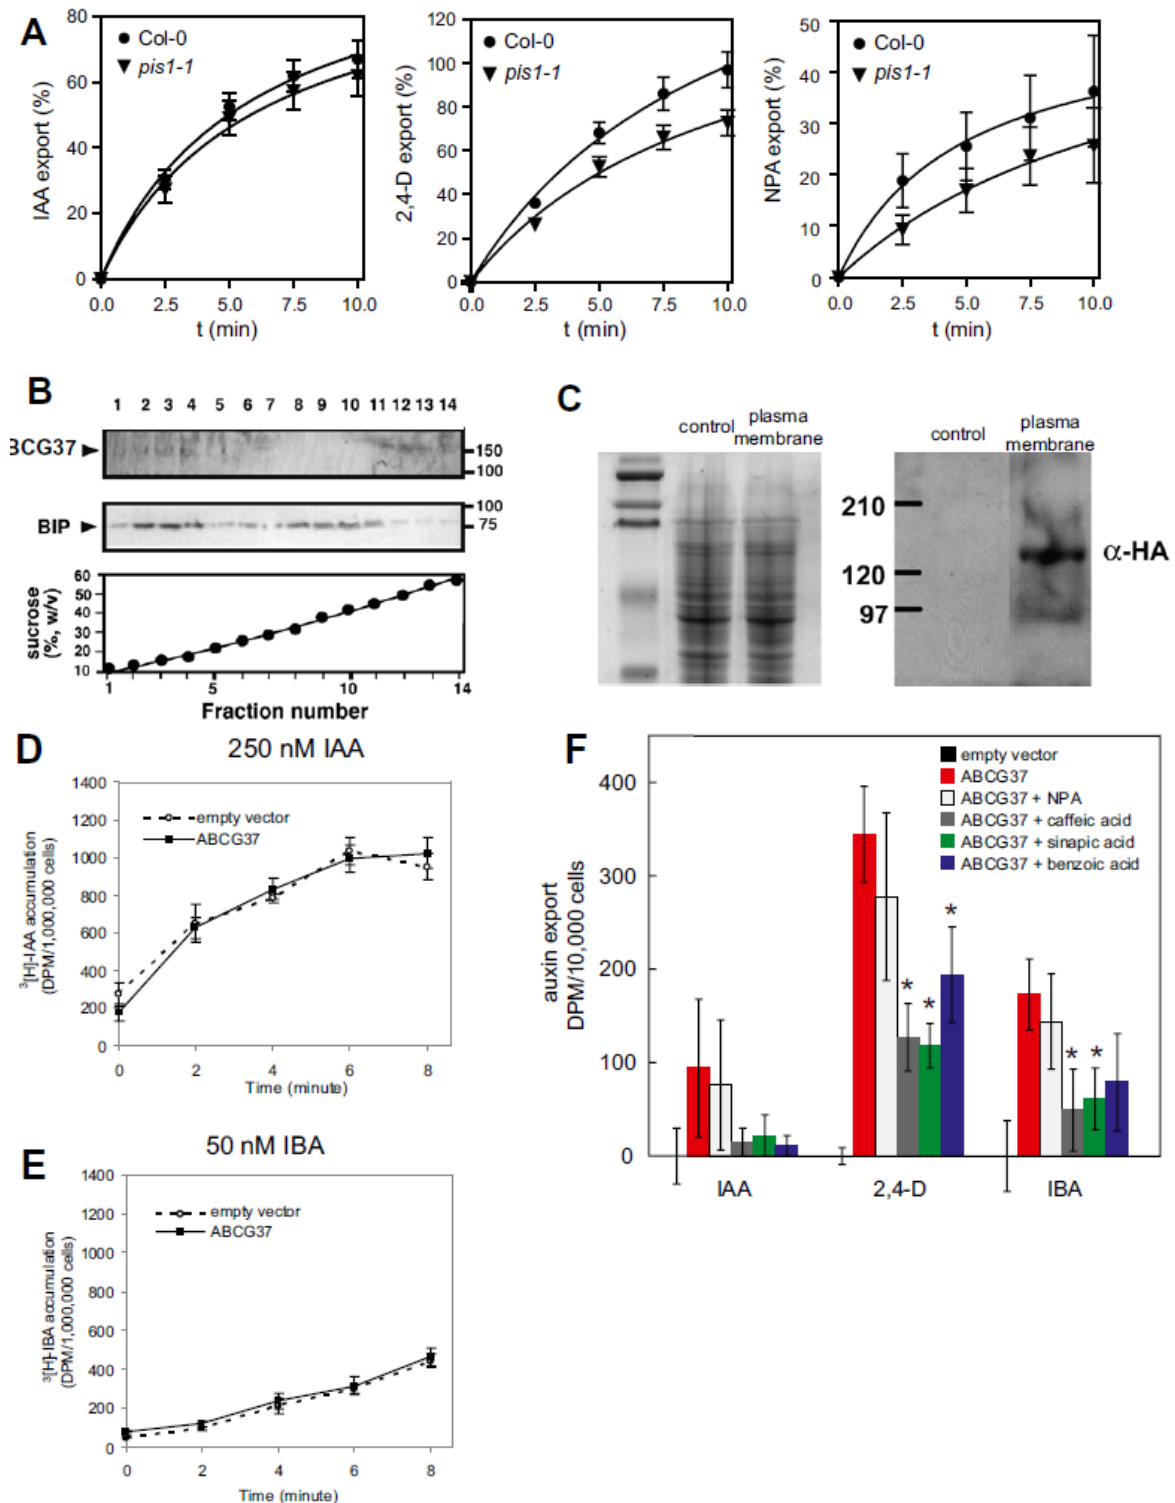 A
IAA export (%)
80
60
40
20
0
Col-0
pis1-1
0.0 2.5 5.0 7.5 10.0
t (min)
2,4-D export (%)
120
100
80
60
40
20
0
Col-0
pis1-1
0.0 2.5 5.0 7.5 10.0
t (min)
NPA export (%)
50
40
30
20
10
0
Col-0
pis1-1
0.0 2.5 5.0 7.5 10.0
t (min)
B
1 2 3 4 5 6 7 8 9 10 11 12 13 14
BCG37
150
100
BIP
100
75
sucrose
(%, w/v)
60
50
40
30
20
10
1 5 10 14
Fraction number
C
control
plasma
membrane
control
plasma
membrane
210
120
97
α-HA
D
250 nM IAA
³[H]-IAA accumulation
(DPM/1,000,000 cells)
1400
1200
1000
800
600
400
200
0
empty vector
ABCG37
0 2 4 6 8
Time (minute)
E
50 nM IBA
³[H]-IBA accumulation
(DPM/1,000,000 cells)
1400
1200
1000
800
600
400
200
0
empty vector
ABCG37
0 2 4 6 8
Time (minute)
F
auxin export
DPM/10,000 cells
400
300
200
100
0
empty vector
ABCG37
ABCG37 + NPA
ABCG37 + caffeic acid
ABCG37 + sinapic acid
ABCG37 + benzoic acid
* * *
* *
IAA 2,4-D IBA